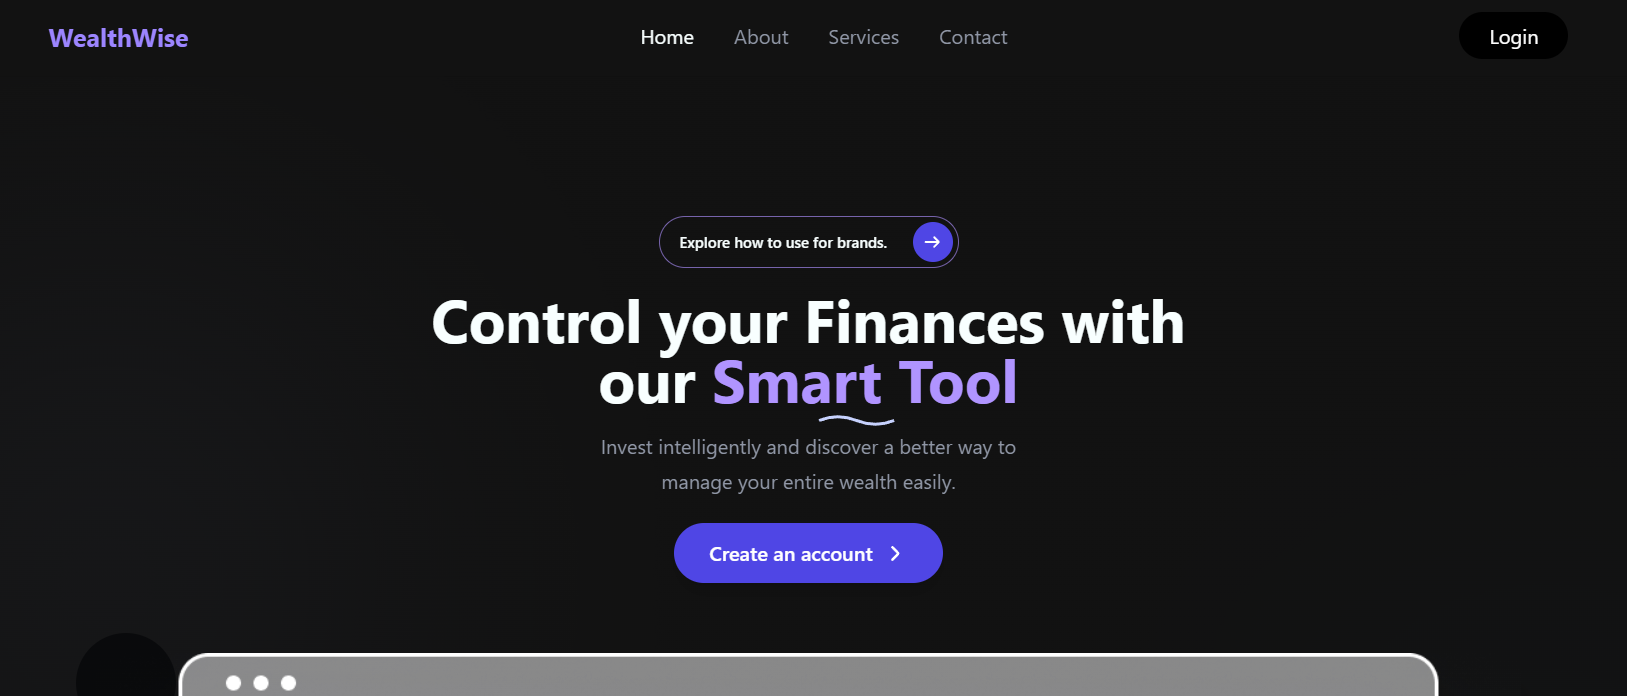 WealthWise
Home About Services Contact
Login
Explore how to use for brands.
Control your Finances with
our Smart Tool
Invest intelligently and discover a better way to
manage your entire wealth easily.
Create an account